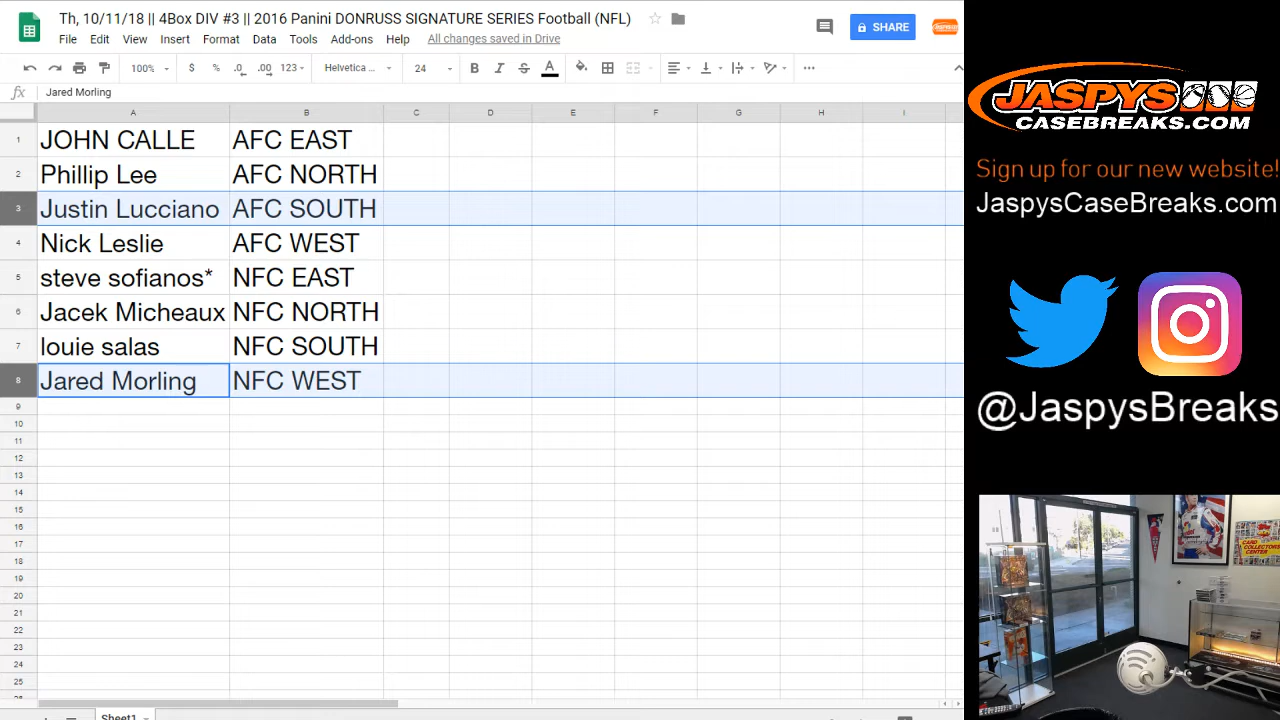 Th, 10/11/18 || 4Box DIV #3 || 2016 Panini DONRUSS SIGNATURE SERIES Football (NFL)
File Edit View Insert Format Data Tools Add-ons Help All changes saved in Drive
SHARE
100% $ % .0 .00 123 Helvetica ... 24 B I S A
fx Jared Morling
A B C D E F G H I
1 JOHN CALLE AFC EAST
2 Phillip Lee AFC NORTH
3 Justin Lucciano AFC SOUTH
4 Nick Leslie AFC WEST
5 steve sofianos* NFC EAST
6 Jacek Micheaux NFC NORTH
7 louie salas NFC SOUTH
8 Jared Morling NFC WEST
9
10
11
12
13
14
15
16
17
18
19
20
21
22
23
24
25
Sheet1
JASPYS
CASEBREAKS.COM
Sign up for our new website!
JaspysCaseBreaks.com
@JaspysBreaks
CARD
COLLECTORS
CENTER